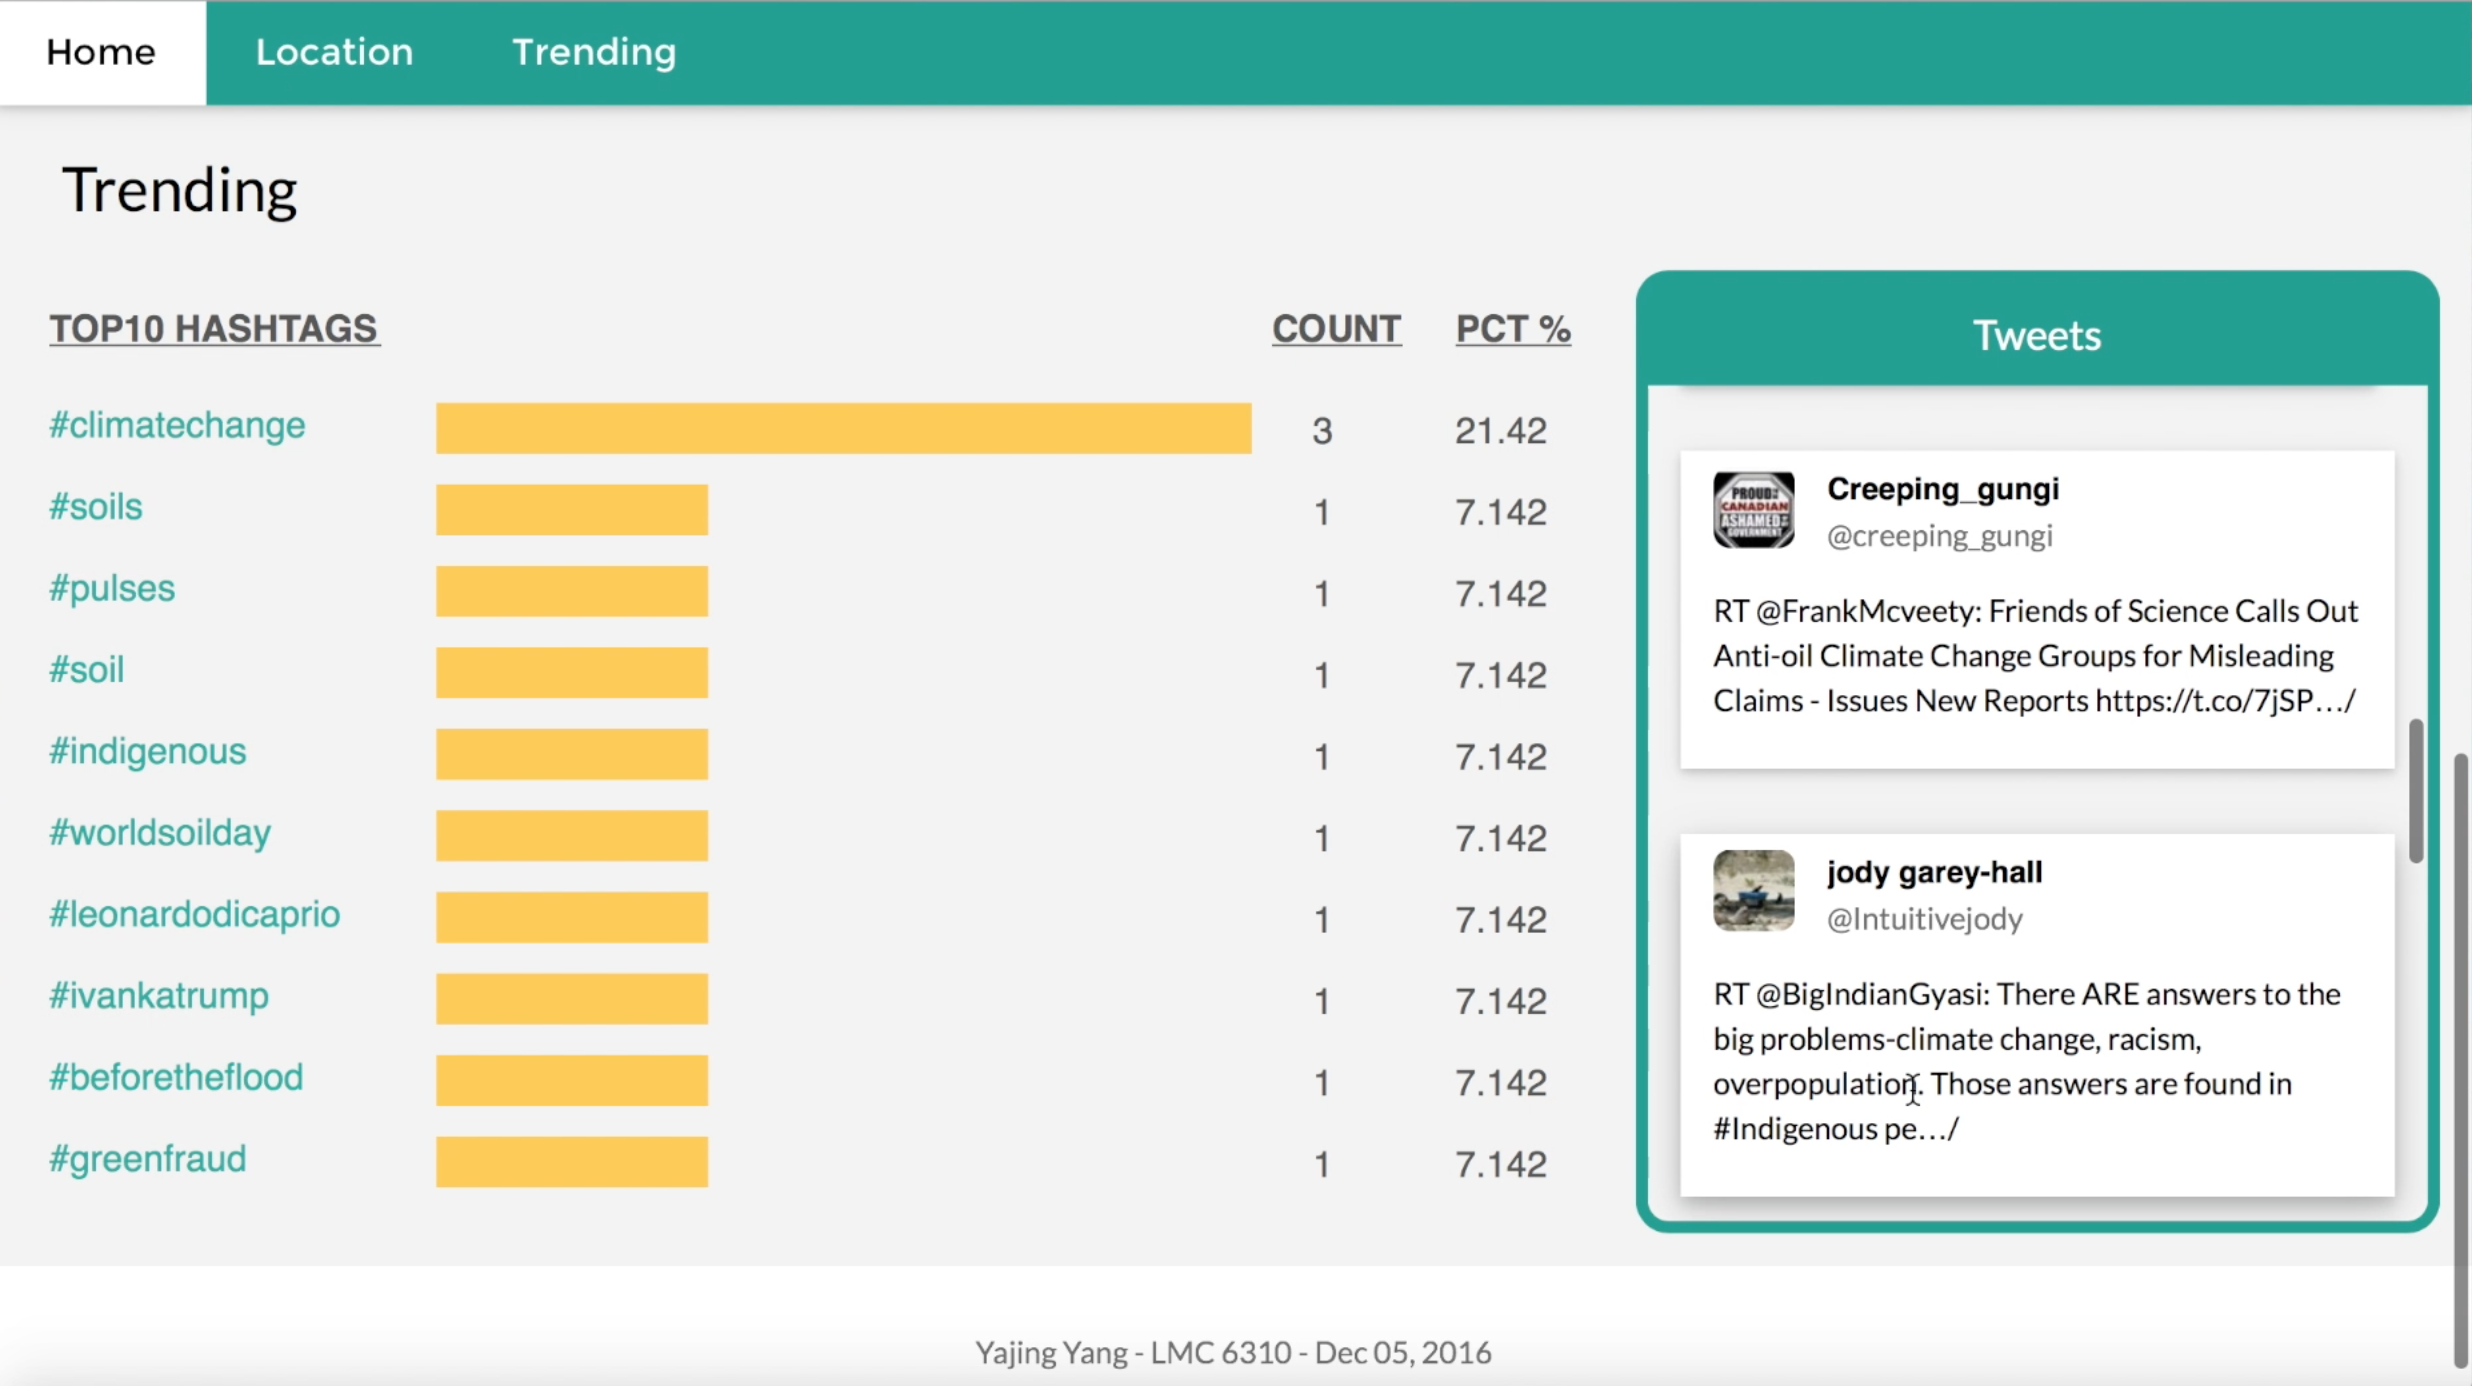 Home Location Trending
Trending
TOP10 HASHTAGS COUNT PCT %
#climatechange 3 21.42
#soils 1 7.142
#pulses 1 7.142
#soil 1 7.142
#indigenous 1 7.142
#worldsoilday 1 7.142
#leonardodicaprio 1 7.142
#ivankatrump 1 7.142
#beforetheflood 1 7.142
#greenfraud 1 7.142
Tweets
PROUD
CANADIAN
ASHAMED
GOVERNMENT
Creeping_gungi
@creeping_gungi
RT @FrankMcveety: Friends of Science Calls Out
Anti-oil Climate Change Groups for Misleading
Claims - Issues New Reports https://t.co/7jSP…/
jody garey-hall
@Intuitivejody
RT @BigIndianGyasi: There ARE answers to the
big problems-climate change, racism,
overpopulation. Those answers are found in
#Indigenous pe…/
Yajing Yang - LMC 6310 - Dec 05, 2016